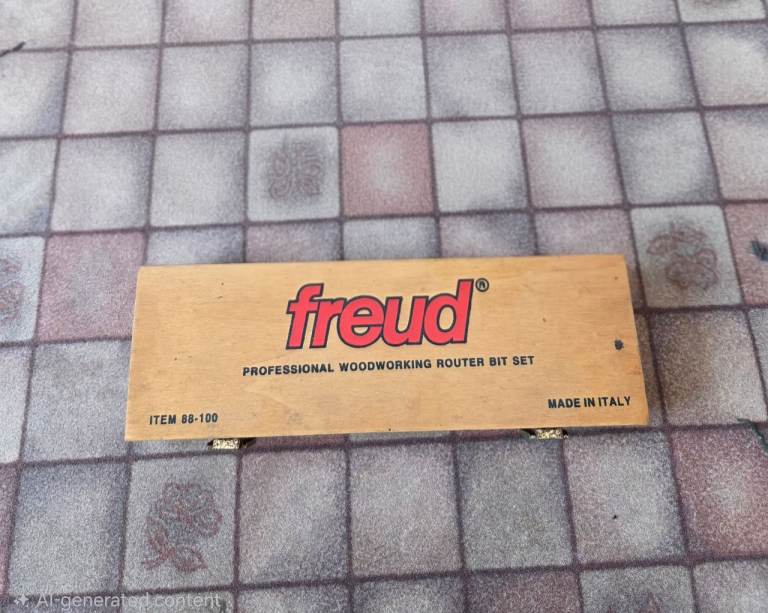 freud®
PROFESSIONAL WOODWORKING ROUTER BIT SET
ITEM 88-100
MADE IN ITALY
AI-generated content